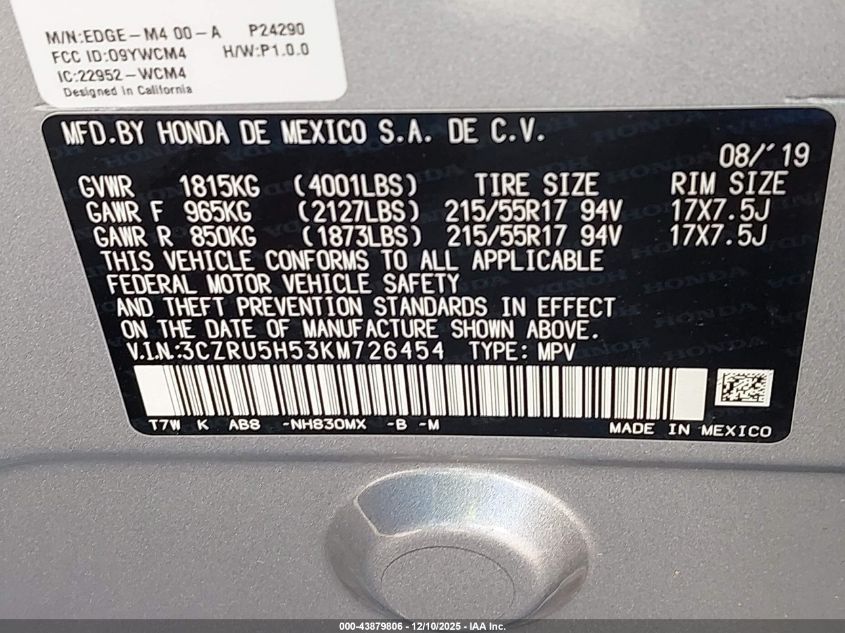 M/N:EDGE-M4 00-A P24290
FCC ID:O9YWCM4 H/W:P1.0.0
IC:22952-WCM4
Designed in California
MFD.BY HONDA DE MEXICO S.A. DE C.V.
08/'19
GVWR 1815KG (4001LBS) TIRE SIZE RIM SIZE
GAWR F 965KG (2127LBS) 215/55R17 94V 17X7.5J
GAWR R 850KG (1873LBS) 215/55R17 94V 17X7.5J
THIS VEHICLE CONFORMS TO ALL APPLICABLE
FEDERAL MOTOR VEHICLE SAFETY
AND THEFT PREVENTION STANDARDS IN EFFECT
ON THE DATE OF MANUFACTURE SHOWN ABOVE.
V.I.N.:3CZRU5H53KM726454 TYPE: MPV
T7W K AB8 -NH830MX -B -M
MADE IN MEXICO
000-43879806 - 12/10/2025 - IAA Inc.